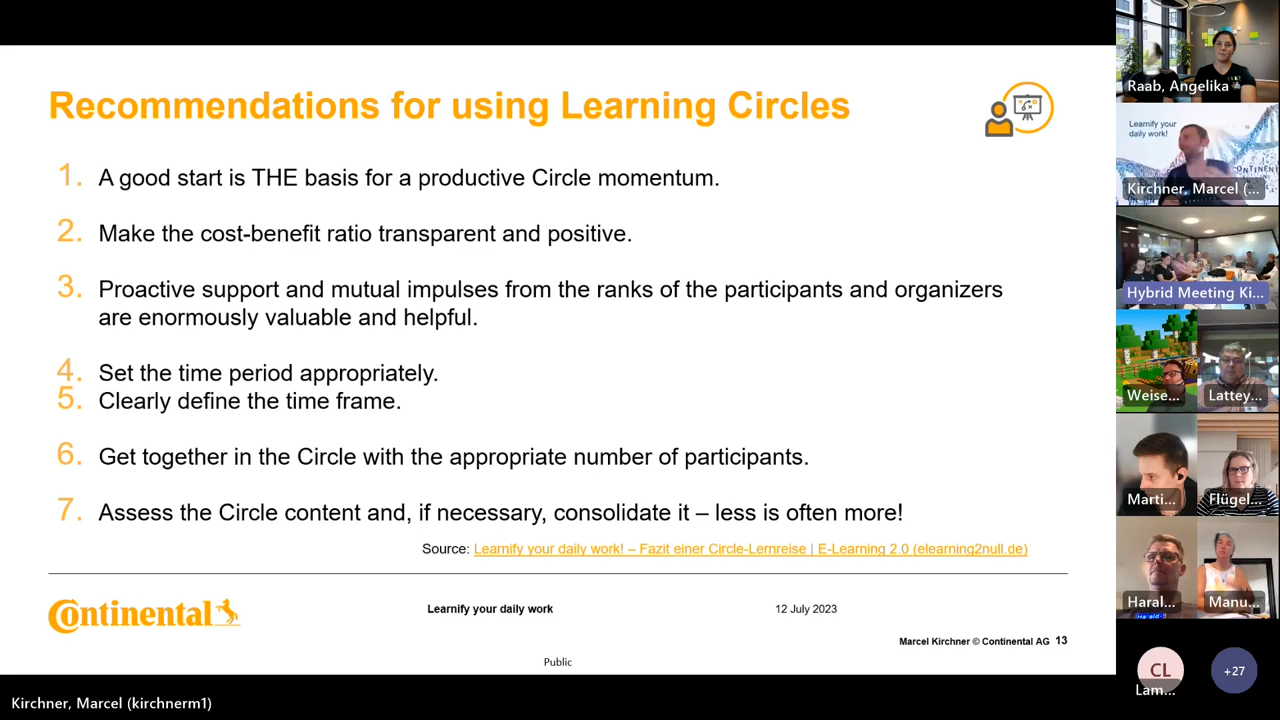 Recommendations for using Learning Circles
1. A good start is THE basis for a productive Circle momentum.
2. Make the cost-benefit ratio transparent and positive.
3. Proactive support and mutual impulses from the ranks of the participants and organizers
are enormously valuable and helpful.
4. Set the time period appropriately.
5. Clearly define the time frame.
6. Get together in the Circle with the appropriate number of participants.
7. Assess the Circle content and, if necessary, consolidate it – less is often more!
Source: Learnify your daily work! – Fazit einer Circle-Lernreise | E-Learning 2.0 (elearning2null.de)
Continental
Learnify your daily work
12 July 2023
Marcel Kirchner © Continental AG 13
Public
Kirchner, Marcel (kirchnerm1)
Raab, Angelika
Learnify your
daily work!
Kirchner, Marcel (...
Hybrid Meeting Ki...
Weise...
Lattey...
Marti...
Flügel...
Haral...
Manu...
CL
Lam...
+27